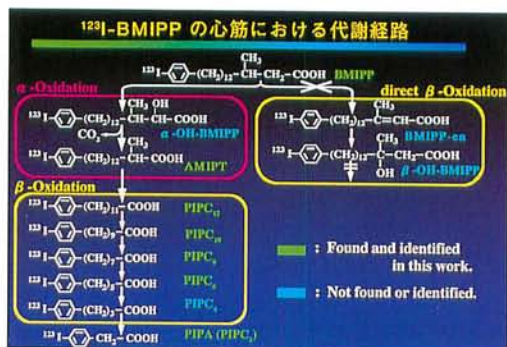 ¹²³I-BMIPP の心筋における代謝経路
CH₃
¹²³I- -(CH₂)₁₂-CH-CH₂-COOH BMIPP
α-Oxidation
direct β-Oxidation
CH₃ OH
¹²³I- -(CH₂)₁₂-CH-CH-COOH
CO₂
α-OH-BMIPP
CH₃
¹²³I- -(CH₂)₁₂-CH-COOH
AMIPT
CH₃
¹²³I- -(CH₂)₁₂-C=CH-COOH
BMIPP-en
CH₃
¹²³I- -(CH₂)₁₂-C-CH₂-COOH
OH
β-OH-BMIPP
β-Oxidation
¹²³I- -(CH₂)₁₁-COOH PIPC₁₂
¹²³I- -(CH₂)₉-COOH PIPC₁₀
¹²³I- -(CH₂)₇-COOH PIPC₈
¹²³I- -(CH₂)₅-COOH PIPC₆
¹²³I- -(CH₂)₃-COOH PIPC₄
¹²³I- -CH₂-COOH PIPA (PIPC₂)
: Found and identified
in this work.
: Not found or identified.